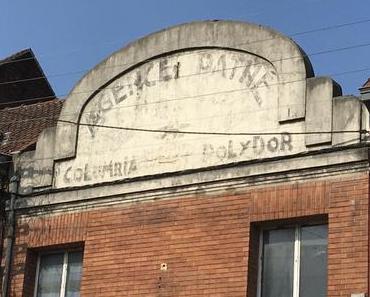 AGENCE PATHÉ
COLUMBIA POLYDOR